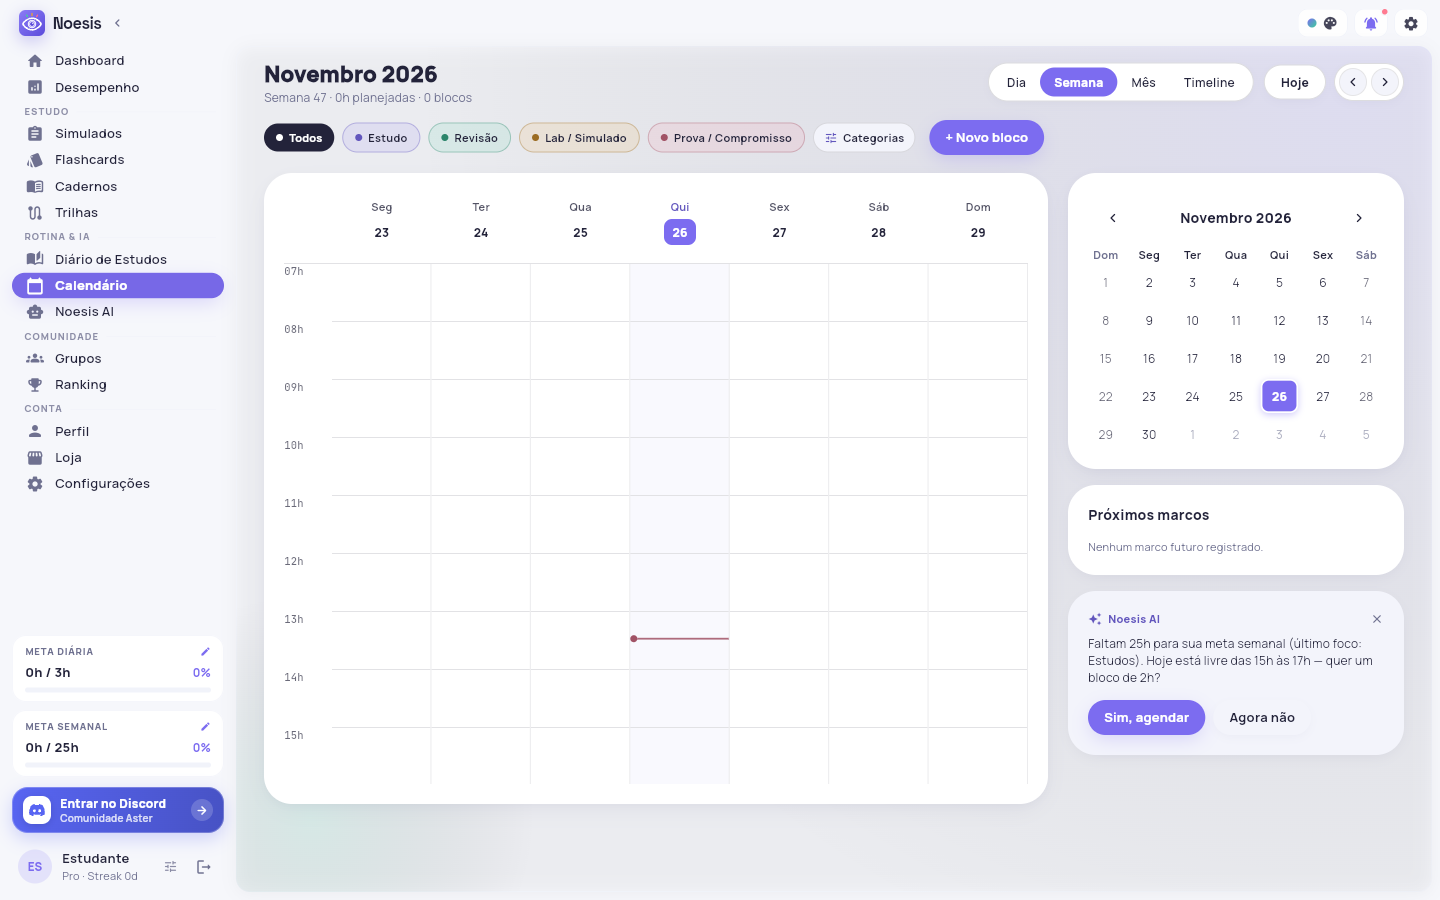 Noesis
Dashboard
Desempenho
ESTUDO
Simulados
Flashcards
Cadernos
Trilhas
ROTINA & IA
Diário de Estudos
Calendário
Noesis AI
COMUNIDADE
Grupos
Ranking
CONTA
Perfil
Loja
Configurações
META DIÁRIA
0h / 3h 0%
META SEMANAL
0h / 25h 0%
Entrar no Discord
Comunidade Aster
ES
Estudante
Pro · Streak 0d
Novembro 2026
Semana 47 · 0h planejadas · 0 blocos
Dia Semana Mês Timeline Hoje
Todos Estudo Revisão Lab / Simulado Prova / Compromisso Categorias + Novo bloco
Seg Ter Qua Qui Sex Sáb Dom
23 24 25 26 27 28 29
07h
08h
09h
10h
11h
12h
13h
14h
15h
Novembro 2026
Dom Seg Ter Qua Qui Sex Sáb
1 2 3 4 5 6 7
8 9 10 11 12 13 14
15 16 17 18 19 20 21
22 23 24 25 26 27 28
29 30 1 2 3 4 5
Próximos marcos
Nenhum marco futuro registrado.
Noesis AI
Faltam 25h para sua meta semanal (último foco:
Estudos). Hoje está livre das 15h às 17h — quer um
bloco de 2h?
Sim, agendar Agora não